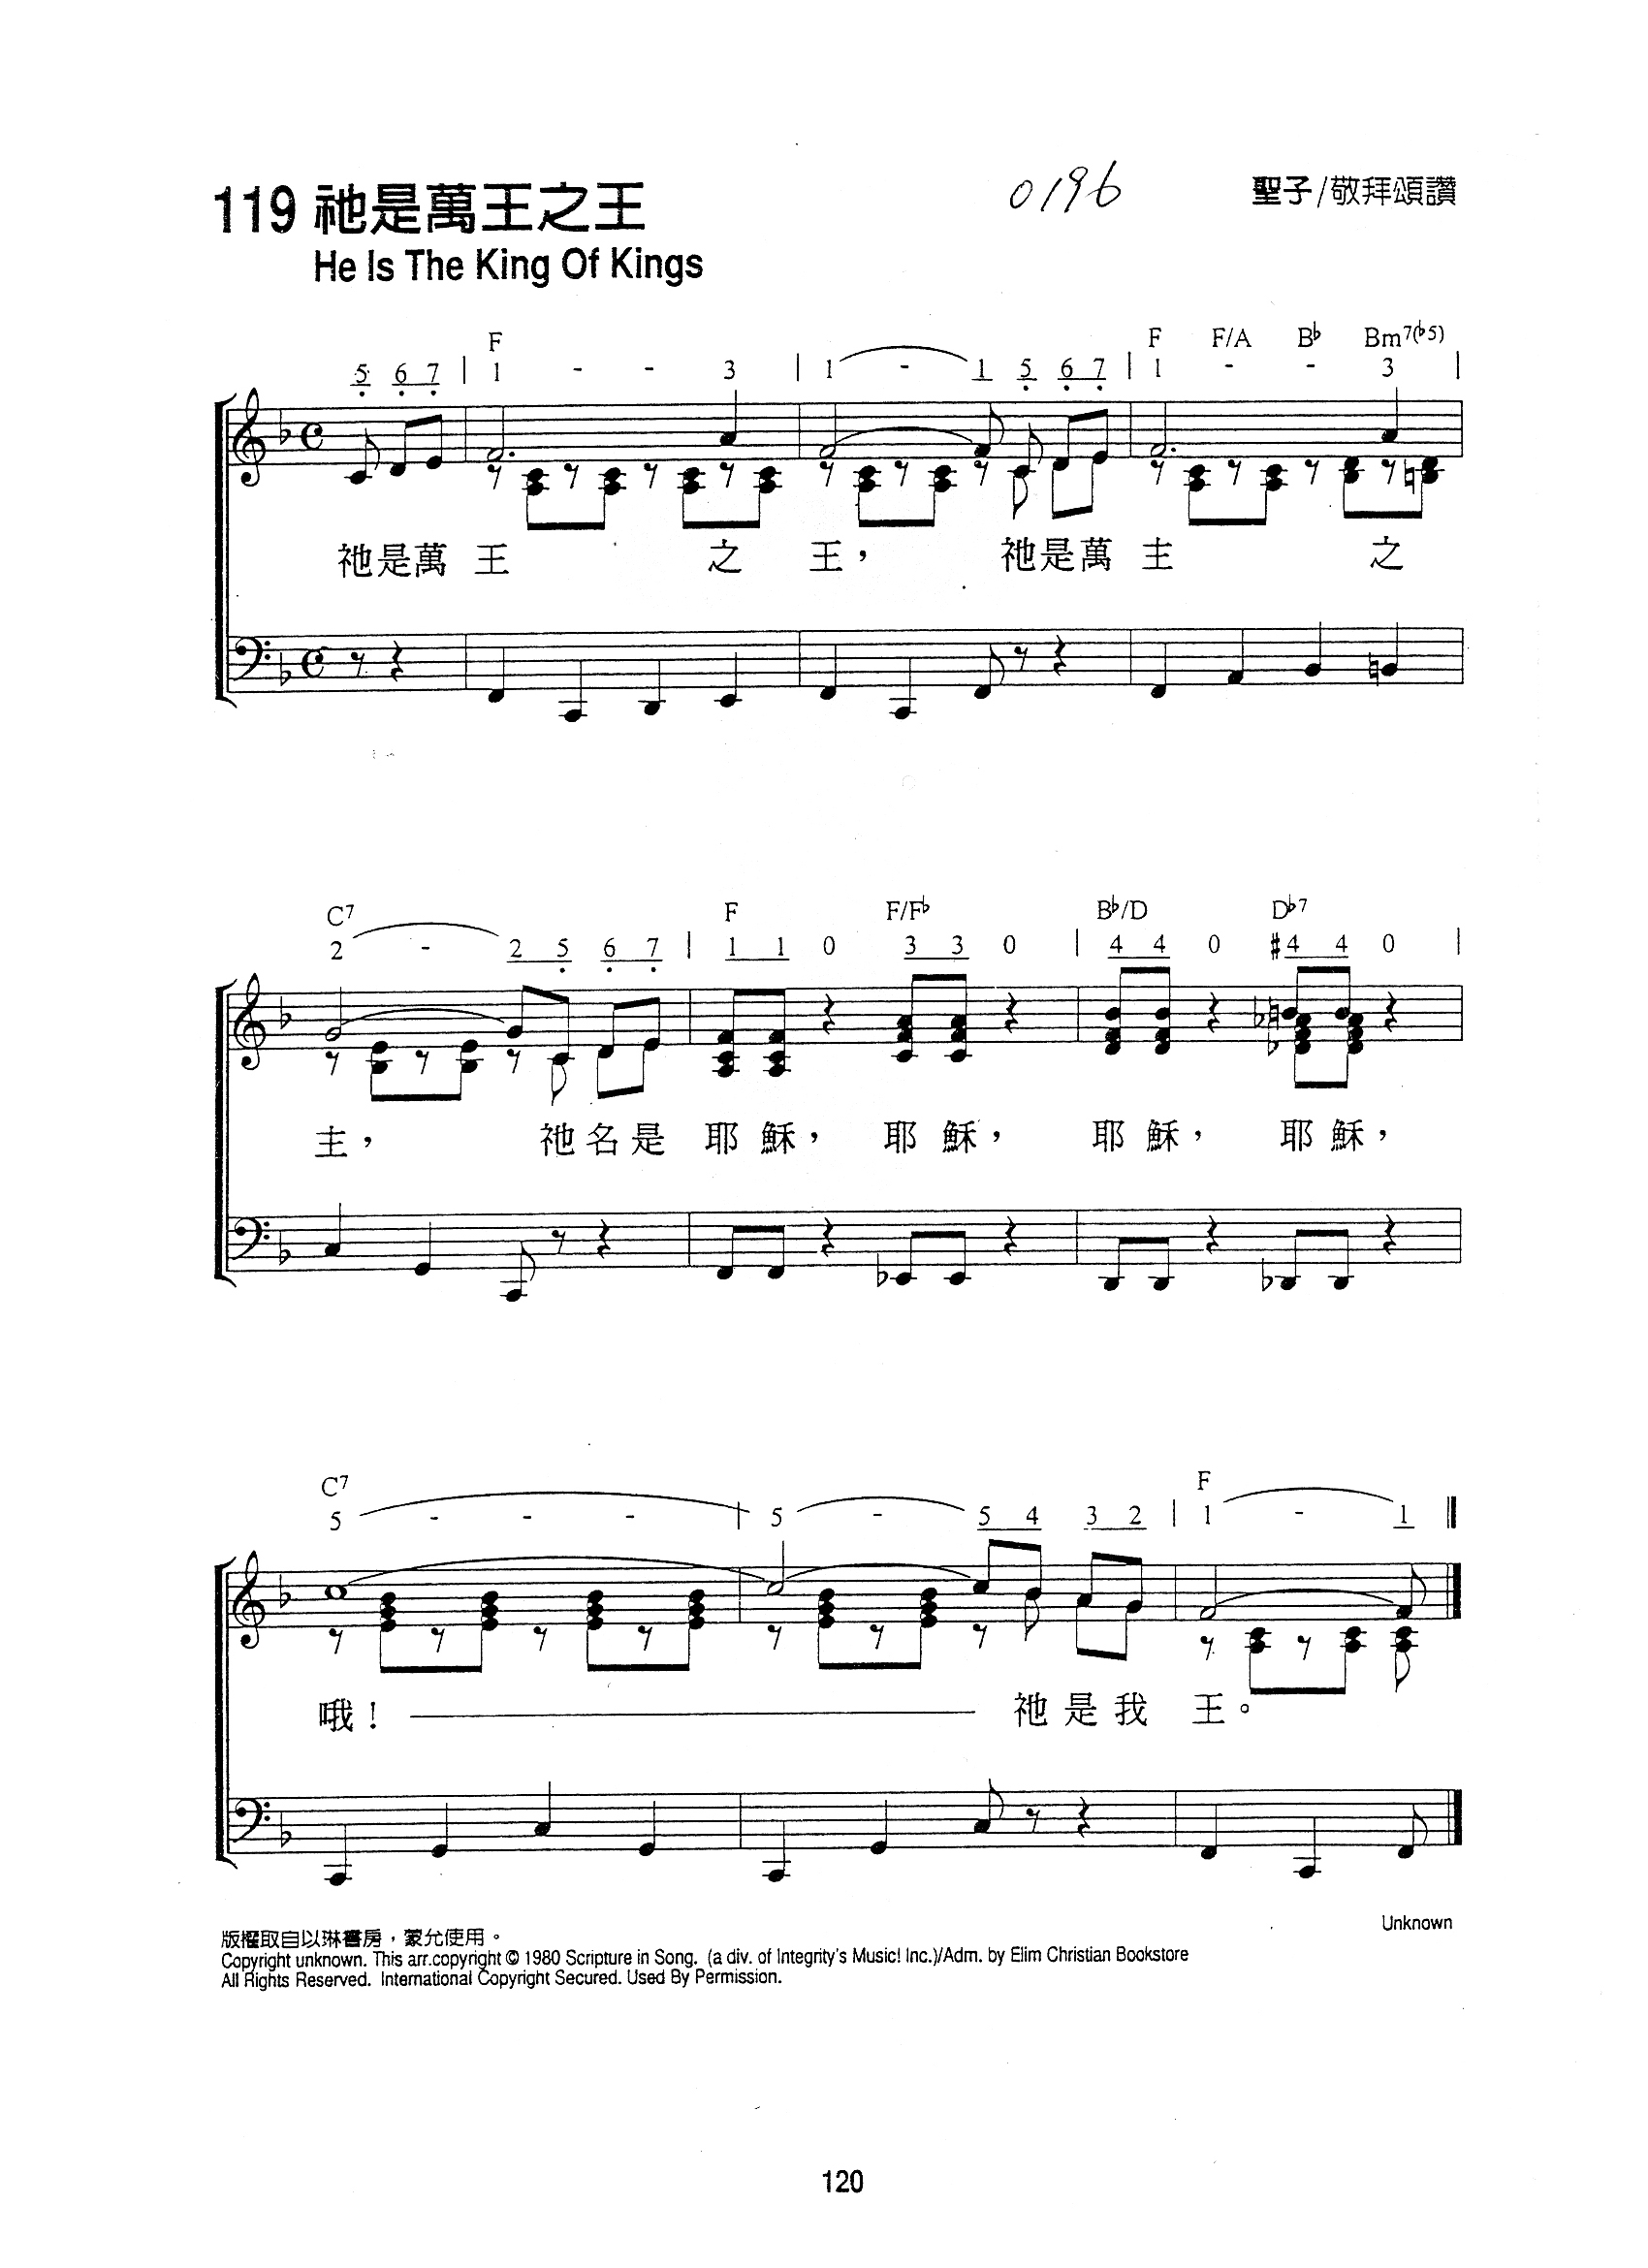 119 祂是萬王之王
0196
聖子/敬拜頌讚
He Is The King Of Kings
F F F/A B♭ Bm7(♭5)
5̣ 6̣ 7̣ | 1 - - 3 | 1 - 1 5̣ 6̣ 7̣ | 1 - - 3 |
祂是萬 王 之 王， 祂是萬 主 之
C7 F F/F♭ B♭/D D♭7
2 - 2 5̣ 6̣ 7̣ | 1 1 0 3 3 0 | 4 4 0 #4 4 0 |
主， 祂名是 耶穌， 耶穌， 耶穌， 耶穌，
C7 F
5 - - - | 5 - 5 4 3 2 | 1 - 1 ‖
哦！ 祂是我 王。
Unknown
版權取自以琳書房，蒙允使用。
Copyright unknown. This arr.copyright © 1980 Scripture in Song. (a div. of Integrity's Music! Inc.)/Adm. by Elim Christian Bookstore
All Rights Reserved. International Copyright Secured. Used By Permission.
120